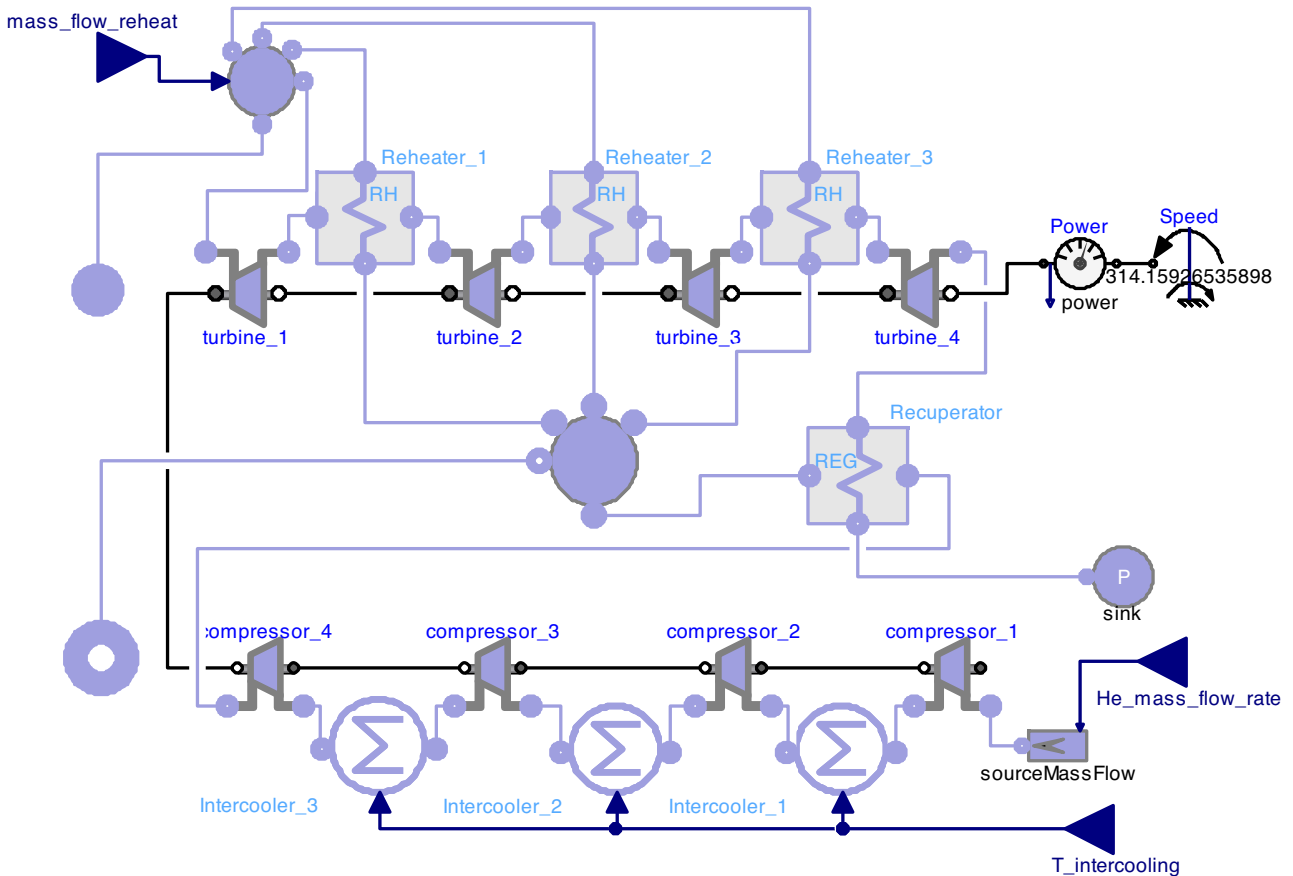 mass_flow_reheat
Reheater_1
Reheater_2
Reheater_3
RH
RH
RH
Power
Speed
314.15926535898
power
turbine_1
turbine_2
turbine_3
turbine_4
Recuperator
REG
P
sink
compressor_4
compressor_3
compressor_2
compressor_1
He_mass_flow_rate
sourceMassFlow
Intercooler_3
Intercooler_2
Intercooler_1
T_intercooling